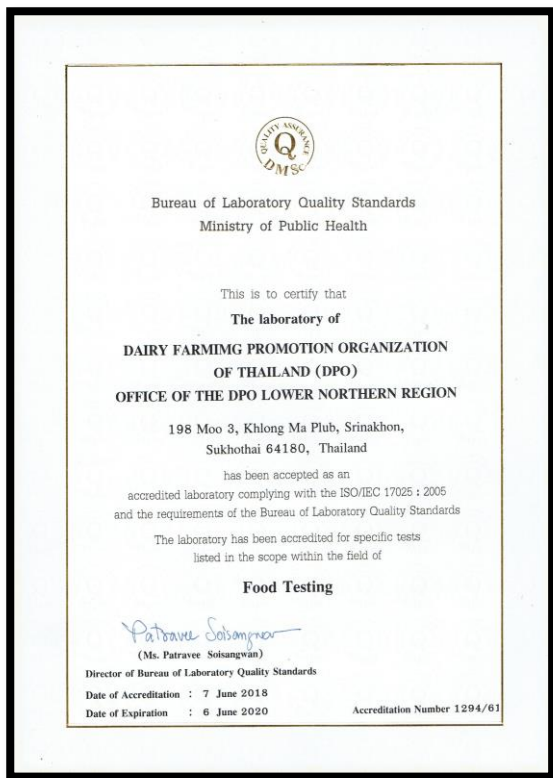 QUALITY ASSURANCE
Q
DMSc
Bureau of Laboratory Quality Standards
Ministry of Public Health
This is to certify that
The laboratory of
DAIRY FARMIMG PROMOTION ORGANIZATION
OF THAILAND (DPO)
OFFICE OF THE DPO LOWER NORTHERN REGION
198 Moo 3, Khlong Ma Plub, Srinakhon,
Sukhothai 64180, Thailand
has been accepted as an
accredited laboratory complying with the ISO/IEC 17025 : 2005
and the requirements of the Bureau of Laboratory Quality Standards
The laboratory has been accredited for specific tests
listed in the scope within the field of
Food Testing
Patravee Soisangwan
(Ms. Patravee Soisangwan)
Director of Bureau of Laboratory Quality Standards
Date of Accreditation : 7 June 2018
Date of Expiration : 6 June 2020
Accreditation Number 1294/61